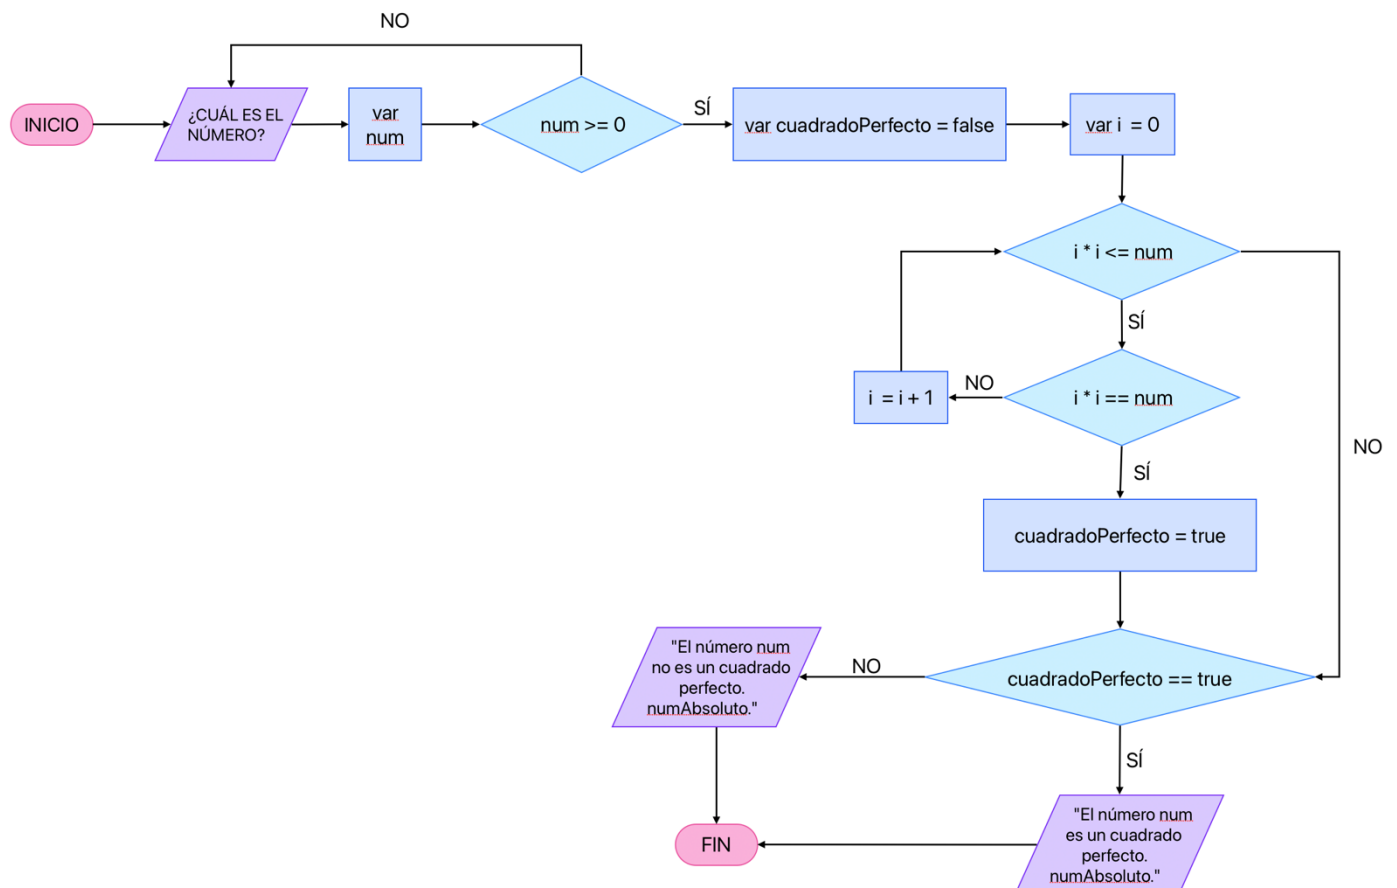 NO
INICIO
¿CUÁL ES EL
NÚMERO?
var
num
num >= 0
SÍ
var cuadradoPerfecto = false
var i = 0
i * i <= num
SÍ
i = i + 1
NO
i * i == num
NO
SÍ
cuadradoPerfecto = true
"El número num
no es un cuadrado
perfecto.
numAbsoluto."
NO
cuadradoPerfecto == true
SÍ
"El número num
es un cuadrado
perfecto.
numAbsoluto."
FIN